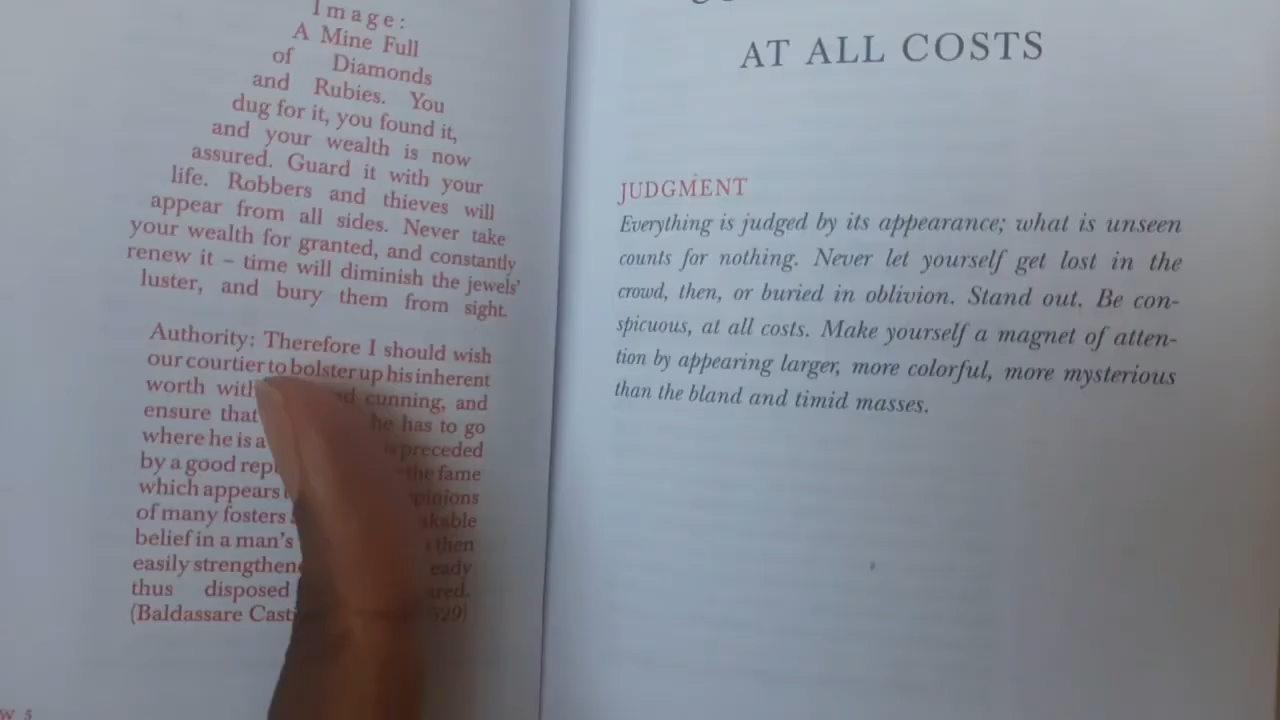 Image:
A Mine Full
of Diamonds
and Rubies. You
dug for it, you found it,
and your wealth is now
assured. Guard it with your
life. Robbers and thieves will
appear from all sides. Never take
your wealth for granted, and constantly
renew it – time will diminish the jewels'
luster, and bury them from sight.
Authority: Therefore I should wish
our courtier to bolster up his inherent
worth with cunning, and
ensure that he has to go
where he is a preceded
by a good the fame
which appears
of many fosters
belief in a man's then
easily
thus disposed
(Baldassare
W 5
AT ALL COSTS
JUDGMENT
Everything is judged by its appearance; what is unseen
counts for nothing. Never let yourself get lost in the
crowd, then, or buried in oblivion. Stand out. Be con-
spicuous, at all costs. Make yourself a magnet of atten-
tion by appearing larger, more colorful, more mysterious
than the bland and timid masses.